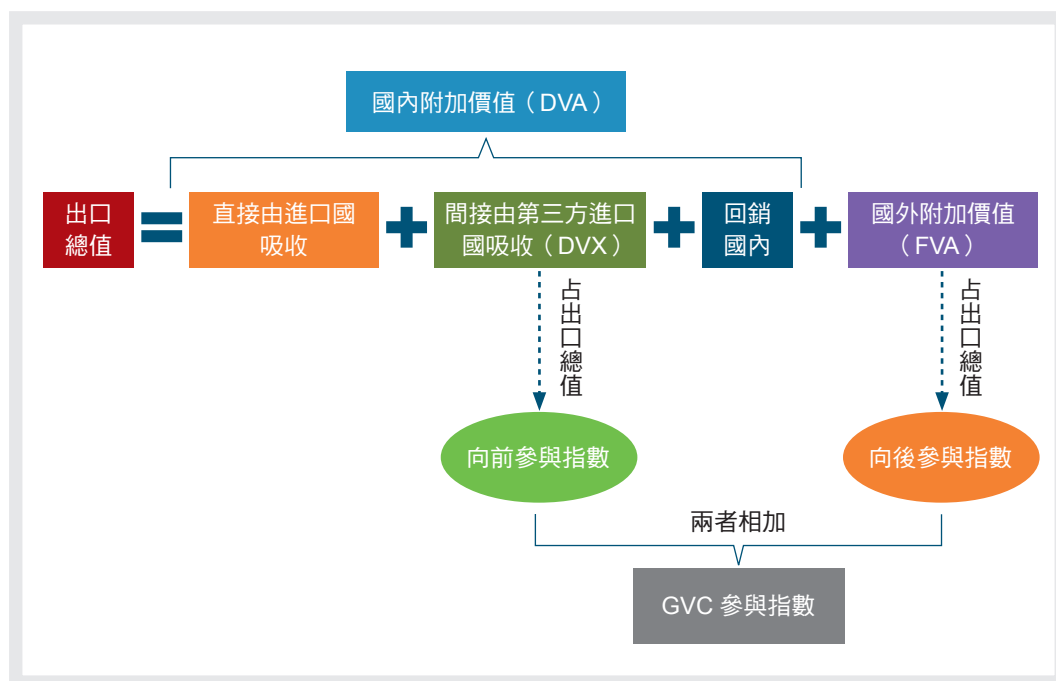 國內附加價值（DVA）
出口
總值
直接由進口國
吸收
間接由第三方進口
國吸收（DVX）
回銷
國內
國外附加價值
（FVA）
占出口總值
占出口總值
向前參與指數
向後參與指數
兩者相加
GVC 參與指數